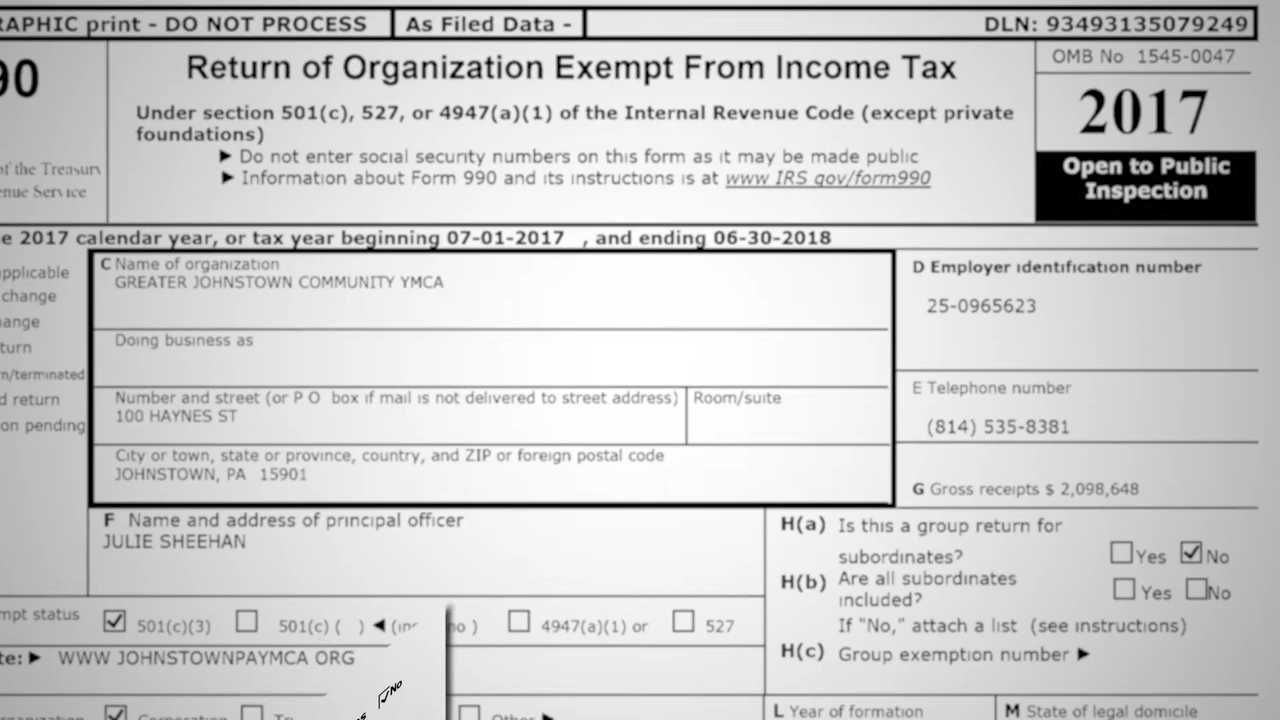 RAPHIC print - DO NOT PROCESS
As Filed Data -
DLN: 93493135079249
90
Return of Organization Exempt From Income Tax
OMB No 1545-0047
Under section 501(c), 527, or 4947(a)(1) of the Internal Revenue Code (except private
foundations)
▶ Do not enter social security numbers on this form as it may be made public
▶ Information about Form 990 and its instructions is at www IRS gov/form990
2017
Open to Public
Inspection
of the Treasury
enue Service
e 2017 calendar year, or tax year beginning 07-01-2017 , and ending 06-30-2018
applicable
change
ange
turn
n/terminated
d return
on pending
C Name of organization
GREATER JOHNSTOWN COMMUNITY YMCA
Doing business as
Number and street (or P O box if mail is not delivered to street address)
Room/suite
100 HAYNES ST
City or town, state or province, country, and ZIP or foreign postal code
JOHNSTOWN, PA 15901
D Employer identification number
25-0965623
E Telephone number
(814) 535-8381
G Gross receipts $ 2,098,648
F Name and address of principal officer
JULIE SHEEHAN
H(a) Is this a group return for
subordinates? Yes No
H(b) Are all subordinates
included? Yes No
If "No," attach a list (see instructions)
H(c) Group exemption number ▶
mpt status
501(c)(3) 501(c) ( ) ◀ (in no ) 4947(a)(1) or 527
te: ▶ WWW JOHNSTOWNPAYMCA ORG
NO
ganization Corporation Tr Other ▶
L Year of formation
M State of legal domicile